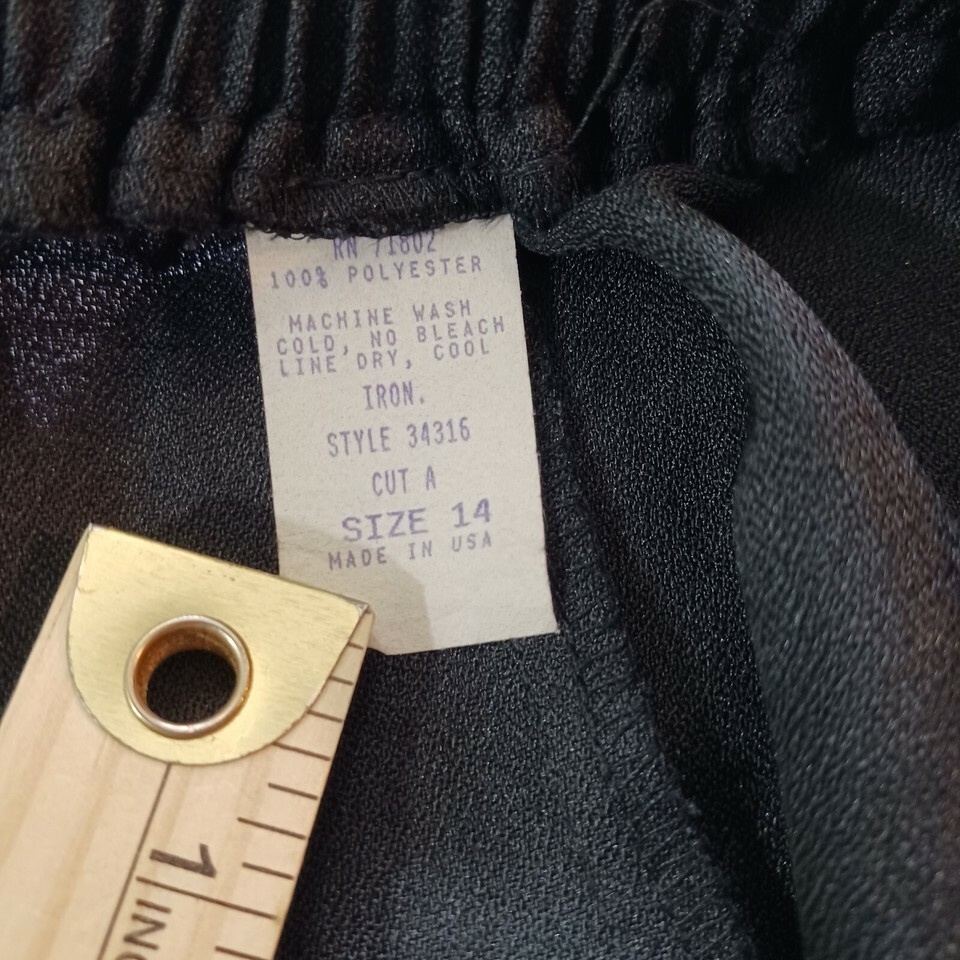 RN 71802
100% POLYESTER
MACHINE WASH
COLD, NO BLEACH
LINE DRY, COOL
IRON.
STYLE 34316
CUT A
SIZE 14
MADE IN USA
1